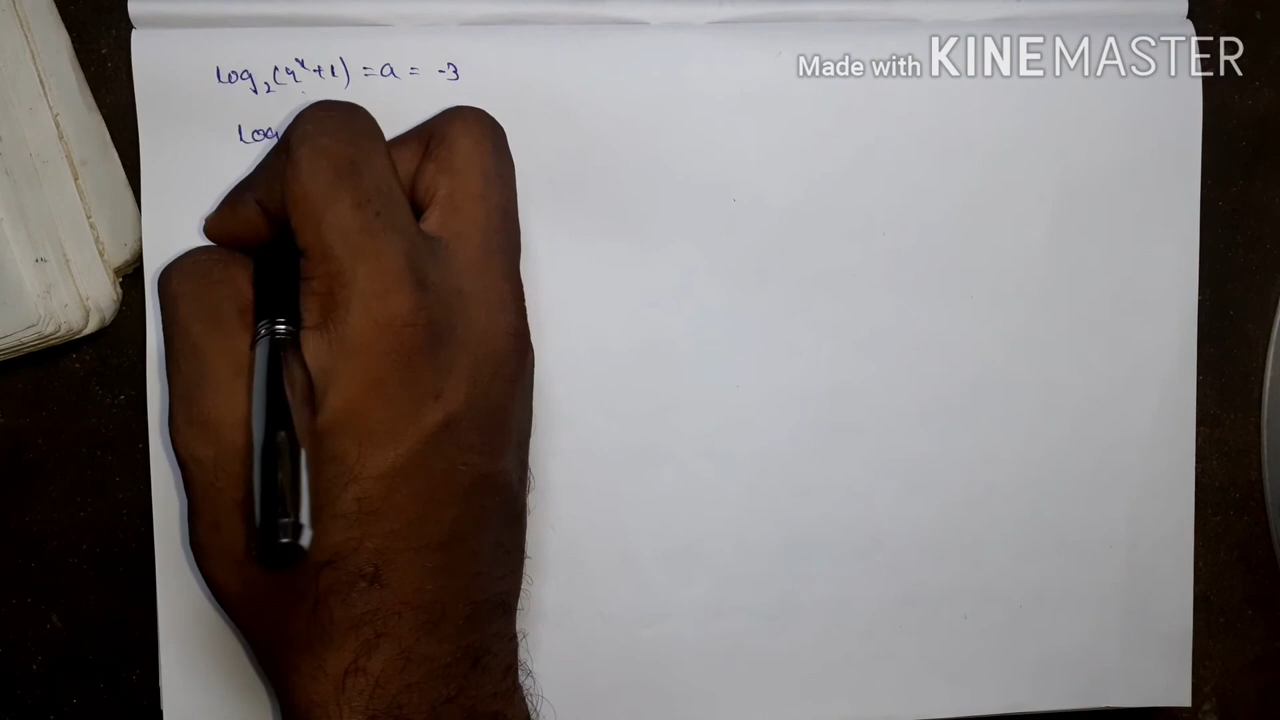 Made with KINEMASTER
log₂(4ˣ+1) = a = -3
log